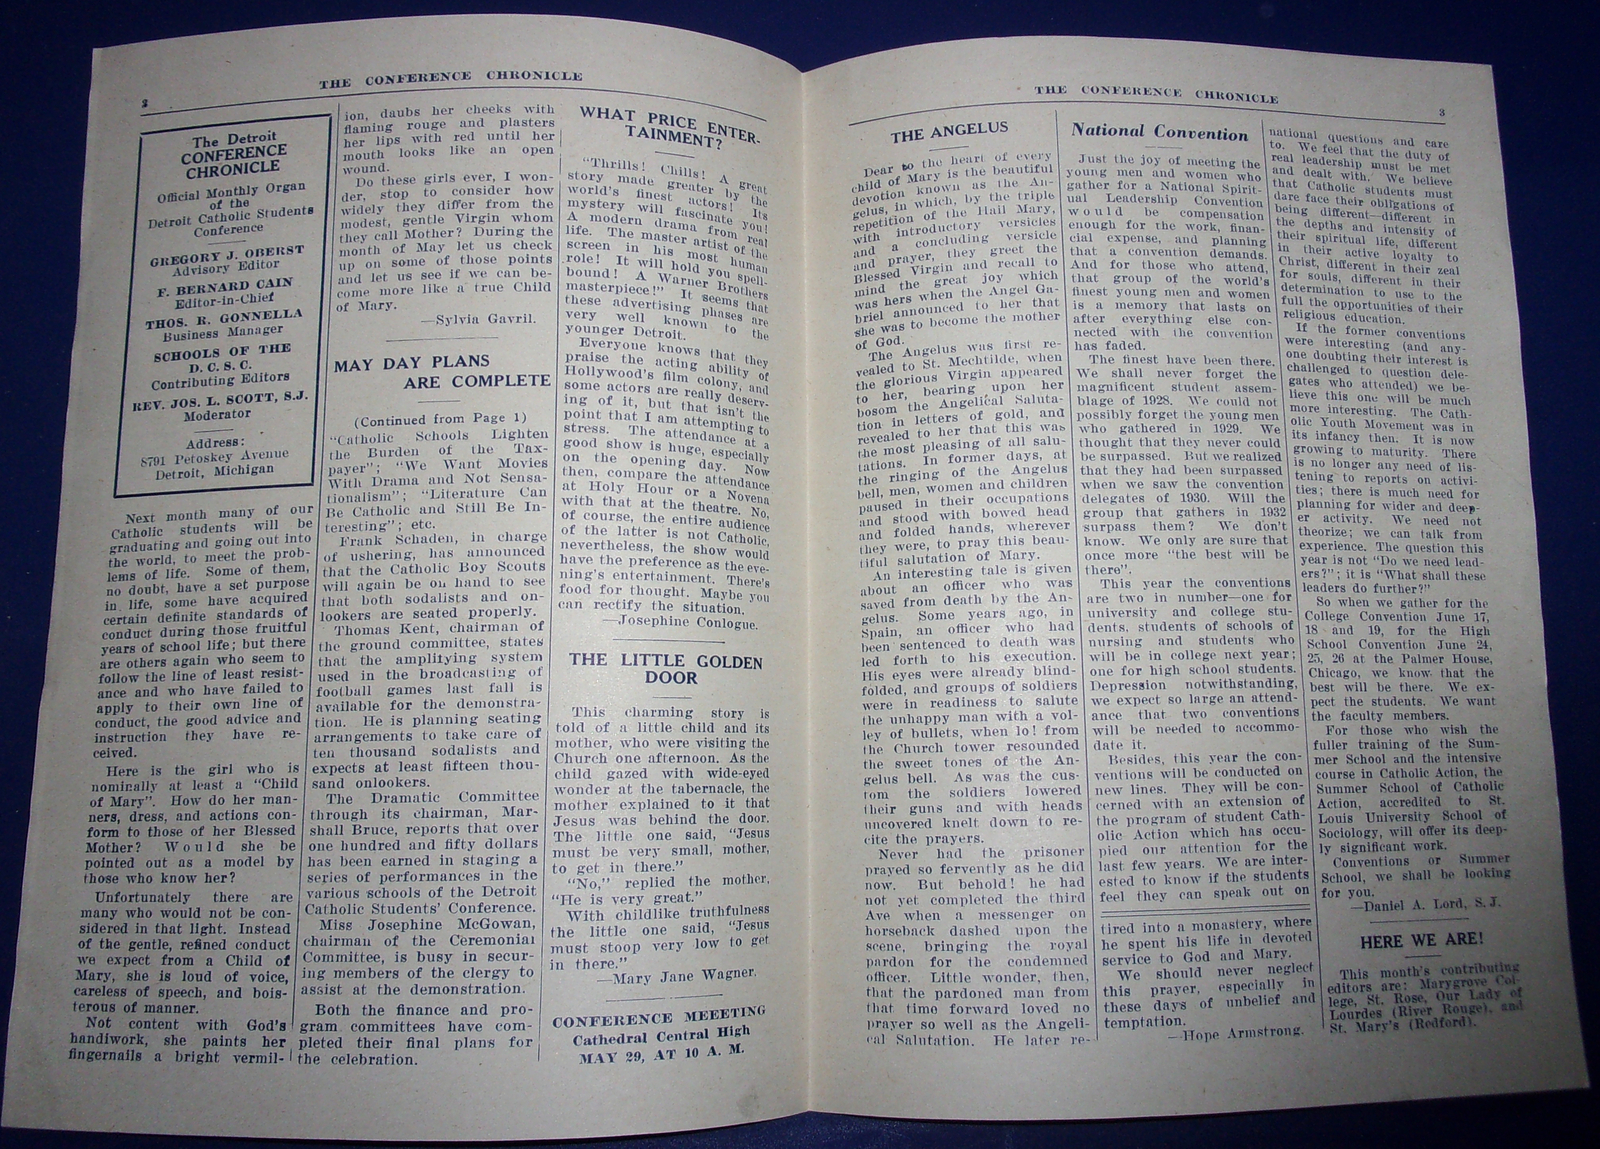 2
THE CONFERENCE CHRONICLE
The Detroit
CONFERENCE
CHRONICLE
Official Monthly Organ
of the
Detroit Catholic Students
Conference
GREGORY J. OBERST
Advisory Editor
F. BERNARD CAIN
Editor-in-Chief
THOS. R. GONNELLA
Business Manager
SCHOOLS OF THE
D. C. S. C.
Contributing Editors
REV. JOS. L. SCOTT, S.J.
Moderator
Address:
8791 Petoskey Avenue
Detroit, Michigan
Next month many of our
Catholic students will be
graduating and going out into
the world, to meet the prob-
lems of life. Some of them,
no doubt, have a set purpose
in life, some have acquired
certain definite standards of
conduct during those fruitful
years of school life; but there
are others again who seem to
follow the line of least resist-
ance and who have failed to
apply to their own line of
conduct, the good advice and
instruction they have re-
ceived.
Here is the girl who is
nominally at least a "Child
of Mary". How do her man-
ners, dress, and actions con-
form to those of her Blessed
Mother? Would she be
pointed out as a model by
those who know her?
Unfortunately there are
many who would not be con-
sidered in that light. Instead
of the gentle, refined conduct
we expect from a Child of
Mary, she is loud of voice,
careless of speech, and bois-
terous of manner.
Not content with God's
handiwork, she paints her
fingernails a bright vermil-
ion, daubs her cheeks with
flaming rouge and plasters
her lips with red until her
mouth looks like an open
wound.
Do these girls ever, I won-
der, stop to consider how
widely they differ from the
modest, gentle Virgin whom
they call Mother? During the
month of May let us check
up on some of those points
and let us see if we can be-
come more like a true Child
of Mary.
—Sylvia Gavril.
MAY DAY PLANS
ARE COMPLETE
(Continued from Page 1)
"Catholic Schools Lighten
the Burden of the Tax-
payer"; "We Want Movies
With Drama and Not Sensa-
tionalism"; "Literature Can
Be Catholic and Still Be In-
teresting"; etc.
Frank Schaden, in charge
of ushering, has announced
that the Catholic Boy Scouts
will again be on hand to see
that both sodalists and on-
lookers are seated properly.
Thomas Kent, chairman of
the ground committee, states
that the amplitying system
used in the broadcasting of
football games last fall is
available for the demonstra-
tion. He is planning seating
arrangements to take care of
ten thousand sodalists and
expects at least fifteen thou-
sand onlookers.
The Dramatic Committee
through its chairman, Mar-
shall Bruce, reports that over
one hundred and fifty dollars
has been earned in staging a
series of performances in the
various schools of the Detroit
Catholic Students' Conference.
Miss Josephine McGowan,
chairman of the Ceremonial
Committee, is busy in secur-
ing members of the clergy to
assist at the demonstration.
Both the finance and pro-
gram committees have com-
pleted their final plans for
the celebration.
WHAT PRICE ENTER-
TAINMENT?
"Thrills! Chills! A great
story made greater by the
world's finest actors! Its
mystery will fascinate you!
A modern drama from real
life. The master artist of the
screen in his most human
role! It will hold you spell-
bound! A Warner Brothers
masterpiece!" It seems that
these advertising phases are
very well known to the
younger Detroit.
Everyone knows that they
praise the acting ability of
Hollywood's film colony, and
some actors are really deserv-
ing of it, but that isn't the
point that I am attempting to
stress. The attendance at a
good show is huge, especially
on the opening day. Now
then, compare the attendance
at Holy Hour or a Novena
with that at the theatre. No,
of course, the entire audience
of the latter is not Catholic,
nevertheless, the show would
have the preference as the eve-
ning's entertainment. There's
food for thought. Maybe you
can rectify the situation.
—Josephine Conlogue.
THE LITTLE GOLDEN
DOOR
This charming story is
told of a little child and its
mother, who were visiting the
Church one afternoon. As the
child gazed with wide-eyed
wonder at the tabernacle, the
mother explained to it that
Jesus was behind the door.
The little one said, "Jesus
must be very small, mother,
to get in there."
"No," replied the mother,
"He is very great."
With childlike truthfulness
the little one said, "Jesus
must stoop very low to get
in there."
—Mary Jane Wagner.
CONFERENCE MEEETING
Cathedral Central High
MAY 29, AT 10 A. M.
THE CONFERENCE CHRONICLE
3
THE ANGELUS
Dear to the heart of every
child of Mary is the beautiful
devotion known as the An-
gelus, in which, by the triple
repetition of the Hail Mary,
with introductory versicles
and a concluding versicle
and prayer, they greet the
Blessed Virgin and recall to
mind the great joy which
was hers when the Angel Ga-
briel announced to her that
she was to become the mother
of God.
The Angelus was first re-
vealed to St. Mechtilde, when
the glorious Virgin appeared
to her, bearing upon her
bosom the Angelical Saluta-
tion in letters of gold, and
revealed to her that this was
the most pleasing of all salu-
tations. In former days, at
the ringing of the Angelus
bell, men, women and children
paused in their occupations
and stood with bowed head
and folded hands, wherever
they were, to pray this beau-
tiful salutation of Mary.
An interesting tale is given
about an officer who was
saved from death by the An-
gelus. Some years ago, in
Spain, an officer who had
been sentenced to death was
led forth to his execution.
His eyes were already blind-
folded, and groups of soldiers
were in readiness to salute
the unhappy man with a vol-
ley of bullets, when lo! from
the Church tower resounded
the sweet tones of the An-
gelus bell. As was the cus-
tom the soldiers lowered
their guns and with heads
uncovered knelt down to re-
cite the prayers.
Never had the prisoner
prayed so fervently as he did
now. But behold! he had
not yet completed the third
Ave when a messenger on
horseback dashed upon the
scene, bringing the royal
pardon for the condemned
officer. Little wonder, then,
that the pardoned man from
that time forward loved no
prayer so well as the Angeli-
cal Salutation. He later re-
National Convention
Just the joy of meeting the
young men and women who
gather for a National Spirit-
ual Leadership Convention
would be compensation
enough for the work, finan-
cial expense, and planning
that a convention demands.
And for those who attend,
that group of the world's
finest young men and women
is a memory that lasts on
after everything else con-
nected with the convention
has faded.
The finest have been there.
We shall never forget the
magnificent student assem-
blage of 1928. We could not
possibly forget the young men
who gathered in 1929. We
thought that they never could
be surpassed. But we realized
that they had been surpassed
when we saw the convention
delegates of 1930. Will the
group that gathers in 1932
surpass them? We don't
know. We only are sure that
once more "the best will be
there".
This year the conventions
are two in number—one for
university and college stu-
dents, students of schools of
nursing and students who
will be in college next year;
one for high school students.
Depression notwithstanding,
we expect so large an attend-
ance that two conventions
will be needed to accommo-
date it.
Besides, this year the con-
ventions will be conducted on
new lines. They will be con-
cerned with an extension of
the program of student Cath-
olic Action which has occu-
pied our attention for the
last few years. We are inter-
ested to know if the students
feel they can speak out on
tired into a monastery, where
he spent his life in devoted
service to God and Mary.
We should never neglect
this prayer, especially in
these days of unbelief and
temptation.
—Hope Armstrong.
national questions and care
to. We feel that the duty of
real leadership must be met
and dealt with. We believe
that Catholic students must
dare face their obligations of
being different—different in
the depths and intensity of
their spiritual life, different
in their active loyalty to
Christ, different in their zeal
for souls, different in their
determination to use to the
full the opportunities of their
religious education.
If the former conventions
were interesting (and any-
one doubting their interest is
challenged to question dele-
gates who attended) we be-
lieve this one will be much
more interesting. The Cath-
olic Youth Movement was in
its infancy then. It is now
growing to maturity. There
is no longer any need of lis-
tening to reports on activi-
ties; there is much need for
planning for wider and deep-
er activity. We need not
theorize; we can talk from
experience. The question this
year is not "Do we need lead-
ers?"; it is "What shall these
leaders do further?"
So when we gather for the
College Convention June 17,
18 and 19, for the High
School Convention June 24,
25, 26 at the Palmer House,
Chicago, we know that the
best will be there. We ex-
pect the students. We want
the faculty members.
For those who wish the
fuller training of the Sum-
mer School and the intensive
course in Catholic Action, the
Summer School of Catholic
Action, accredited to St.
Louis University School of
Sociology, will offer its deep-
ly significant work.
Conventions or Summer
School, we shall be looking
for you.
—Daniel A. Lord, S. J.
HERE WE ARE!
This month's contributing
editors are: Marygrove Col-
lege, St. Rose, Our Lady of
Lourdes (River Rouge), and
St. Mary's (Redford).